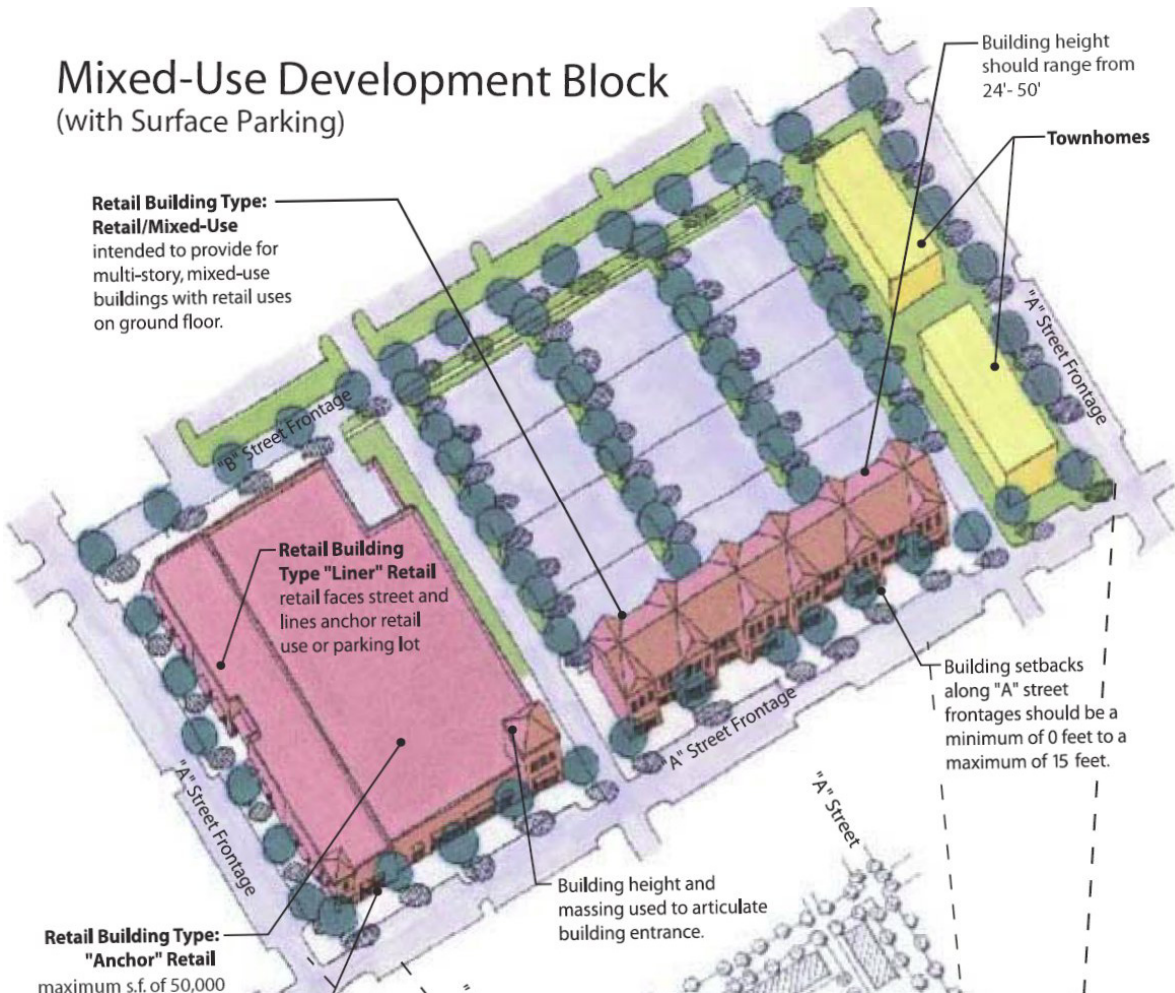 Mixed-Use Development Block
(with Surface Parking)
Building height
should range from
24'- 50'
Townhomes
Retail Building Type:
Retail/Mixed-Use
intended to provide for
multi-story, mixed-use
buildings with retail uses
on ground floor.
"A" Street Frontage
"B" Street Frontage
Retail Building
Type "Liner" Retail
retail faces street and
lines anchor retail
use or parking lot
Building setbacks
along "A" street
frontages should be a
minimum of 0 feet to a
maximum of 15 feet.
"A" Street Frontage
"A" Street
"A" Street Frontage
Building height and
massing used to articulate
building entrance.
Retail Building Type:
"Anchor" Retail
maximum s.f. of 50,000